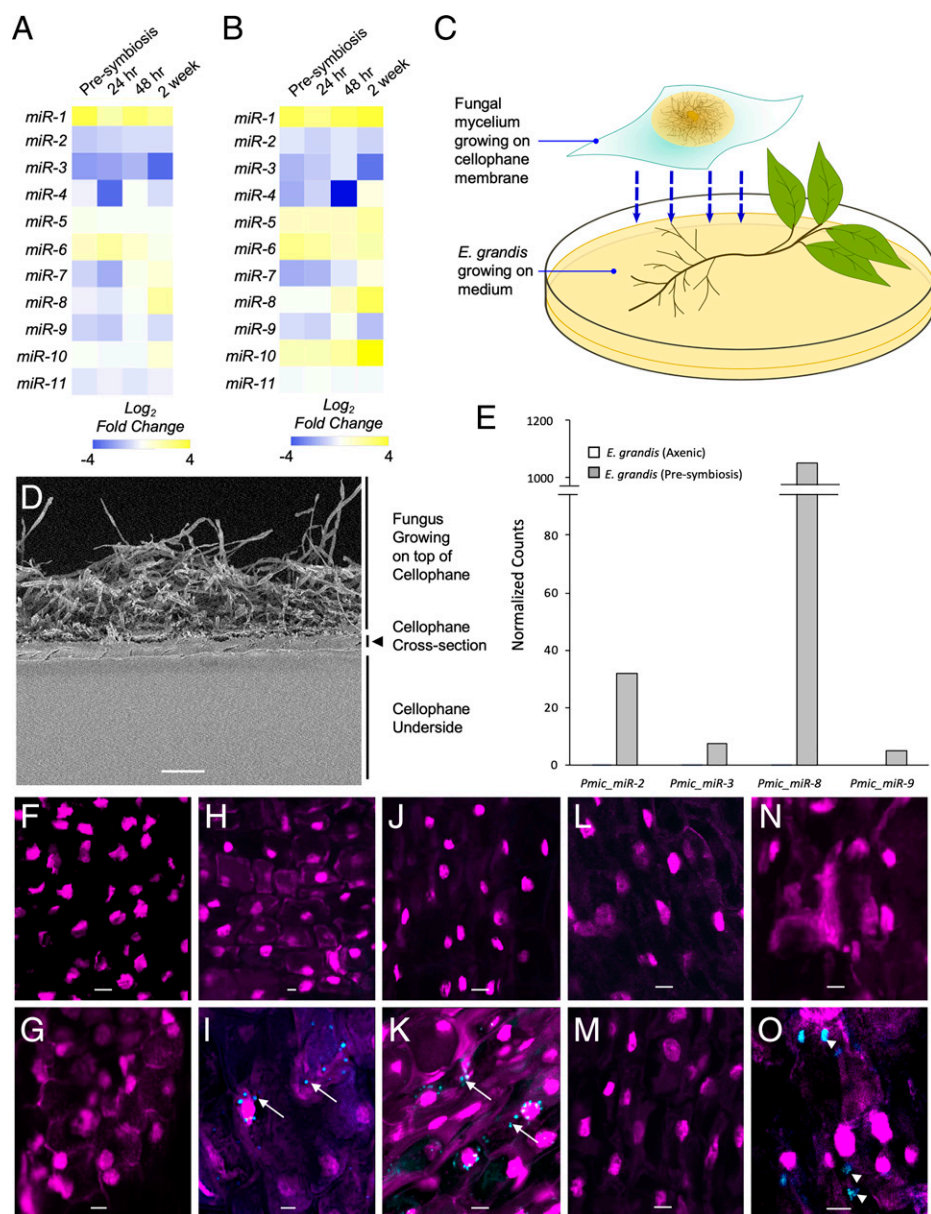 A
Pre-symbiosis
24 hr
48 hr
2 week
miR-1
miR-2
miR-3
miR-4
miR-5
miR-6
miR-7
miR-8
miR-9
miR-10
miR-11
Log2
Fold Change
-4
4
B
Pre-symbiosis
24 hr
48 hr
2 week
miR-1
miR-2
miR-3
miR-4
miR-5
miR-6
miR-7
miR-8
miR-9
miR-10
miR-11
Log2
Fold Change
-4
4
C
Fungal
mycelium
growing on
cellophane
membrane
E. grandis
growing on
medium
D
Fungus
Growing
on top of
Cellophane
Cellophane
Cross-section
Cellophane
Underside
E
Normalized Counts
1200
1000
80
60
40
20
0
E. grandis (Axenic)
E. grandis (Pre-symbiosis)
Pmic_miR-2
Pmic_miR-3
Pmic_miR-8
Pmic_miR-9
F
H
J
L
N
G
I
K
M
O